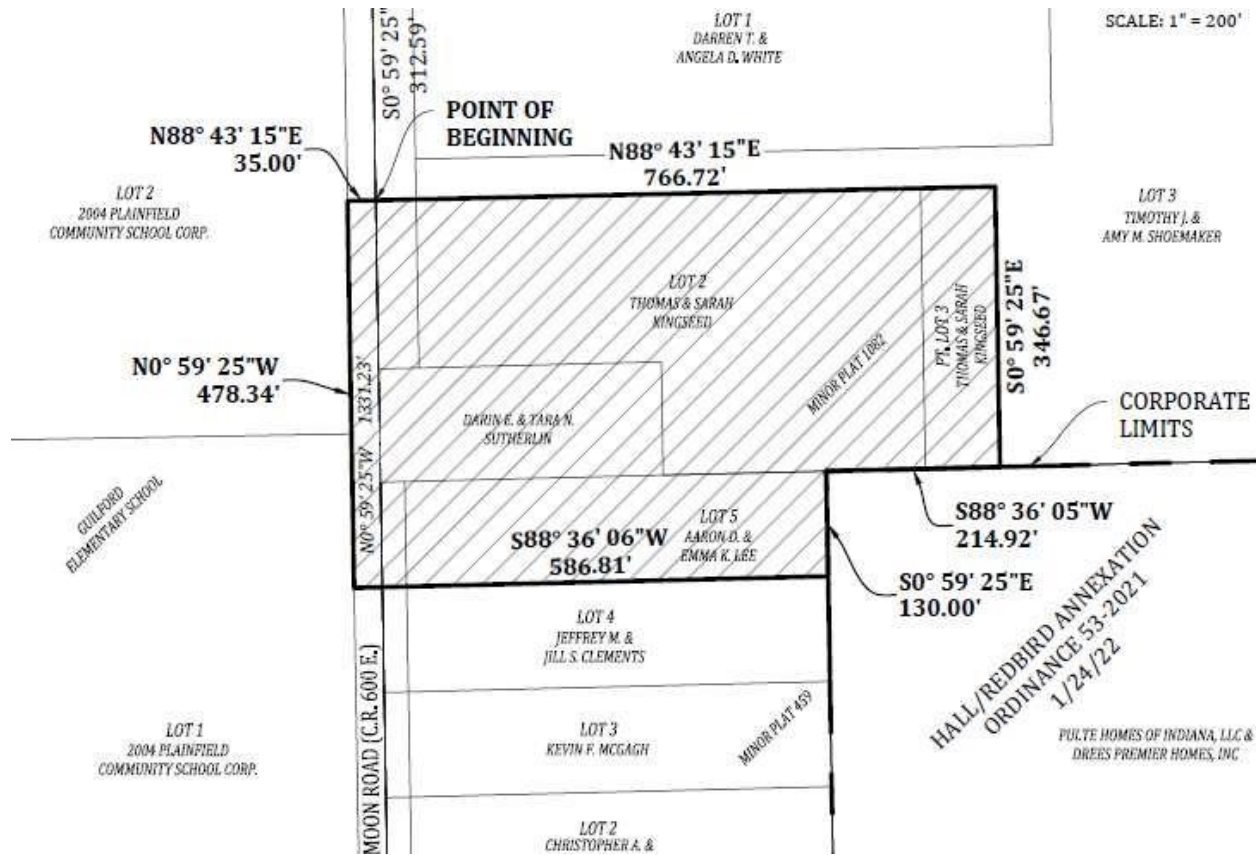 SCALE: 1" = 200'
LOT 1
DARREN T. &
ANGELA D. WHITE
S0° 59' 25"
312.59'
POINT OF
BEGINNING
N88° 43' 15"E
35.00'
N88° 43' 15"E
766.72'
LOT 2
2004 PLAINFIELD
COMMUNITY SCHOOL CORP.
LOT 3
TIMOTHY J. &
AMY M. SHOEMAKER
LOT 2
THOMAS & SARAH
KINGSEED
PT. LOT 3
THOMAS & SARAH
KINGSEED
S0° 59' 25"E
346.67'
MINOR PLAT 1082
N0° 59' 25"W
478.34'
N0° 59' 25"W 1331.23'
DARIN E. & TARA N.
SUTHERLIN
CORPORATE
LIMITS
GUILFORD
ELEMENTARY SCHOOL
S88° 36' 06"W
586.81'
LOT 5
AARON D. &
EMMA K. LEE
S88° 36' 05"W
214.92'
S0° 59' 25"E
130.00'
HALL/REDBIRD ANNEXATION
ORDINANCE 53-2021
1/24/22
LOT 4
JEFFREY M. &
JILL S. CLEMENTS
MOON ROAD (C.R. 600 E.)
LOT 1
2004 PLAINFIELD
COMMUNITY SCHOOL CORP.
LOT 3
KEVIN F. MCGAGH
MINOR PLAT 459
PULTE HOMES OF INDIANA, LLC &
DREES PREMIER HOMES, INC
LOT 2
CHRISTOPHER A. &